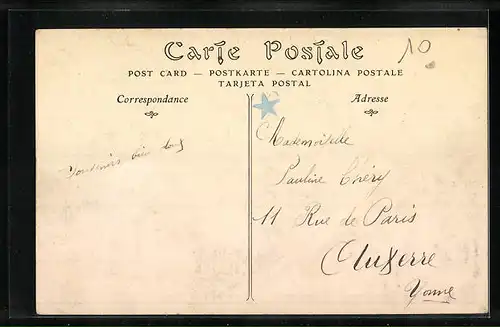 Carte Postale
10
POST CARD — POSTKARTE — CARTOLINA POSTALE
TARJETA POSTAL
Correspondance
Adresse
Souvenirs bien
Mademoiselle
Pauline Chéry
11 Rue de Paris
Auxerre
Yonne